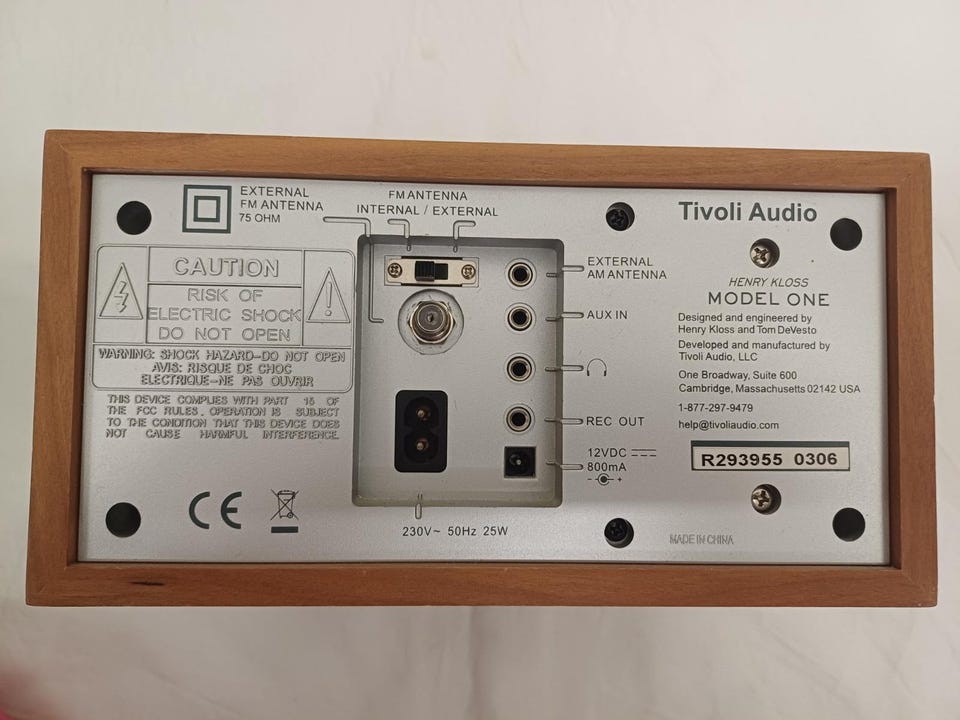 EXTERNAL
FM ANTENNA
75 OHM
FM ANTENNA
INTERNAL / EXTERNAL
CAUTION
RISK OF
ELECTRIC SHOCK
DO NOT OPEN
WARNING: SHOCK HAZARD-DO NOT OPEN
AVIS: RISQUE DE CHOC
ELECTRIQUE-NE PAS OUVRIR
THIS DEVICE COMPLIES WITH PART 15 OF
THE FCC RULES. OPERATION IS SUBJECT
TO THE CONDITION THAT THIS DEVICE DOES
NOT CAUSE HARMFUL INTERFERENCE.
CE
230V~ 50Hz 25W
EXTERNAL
AM ANTENNA
AUX IN
REC OUT
12VDC
800mA
- +
Tivoli Audio
HENRY KLOSS
MODEL ONE
Designed and engineered by
Henry Kloss and Tom DeVesto
Developed and manufactured by
Tivoli Audio, LLC
One Broadway, Suite 600
Cambridge, Massachusetts 02142 USA
1-877-297-9479
help@tivoliaudio.com
R293955 0306
MADE IN CHINA